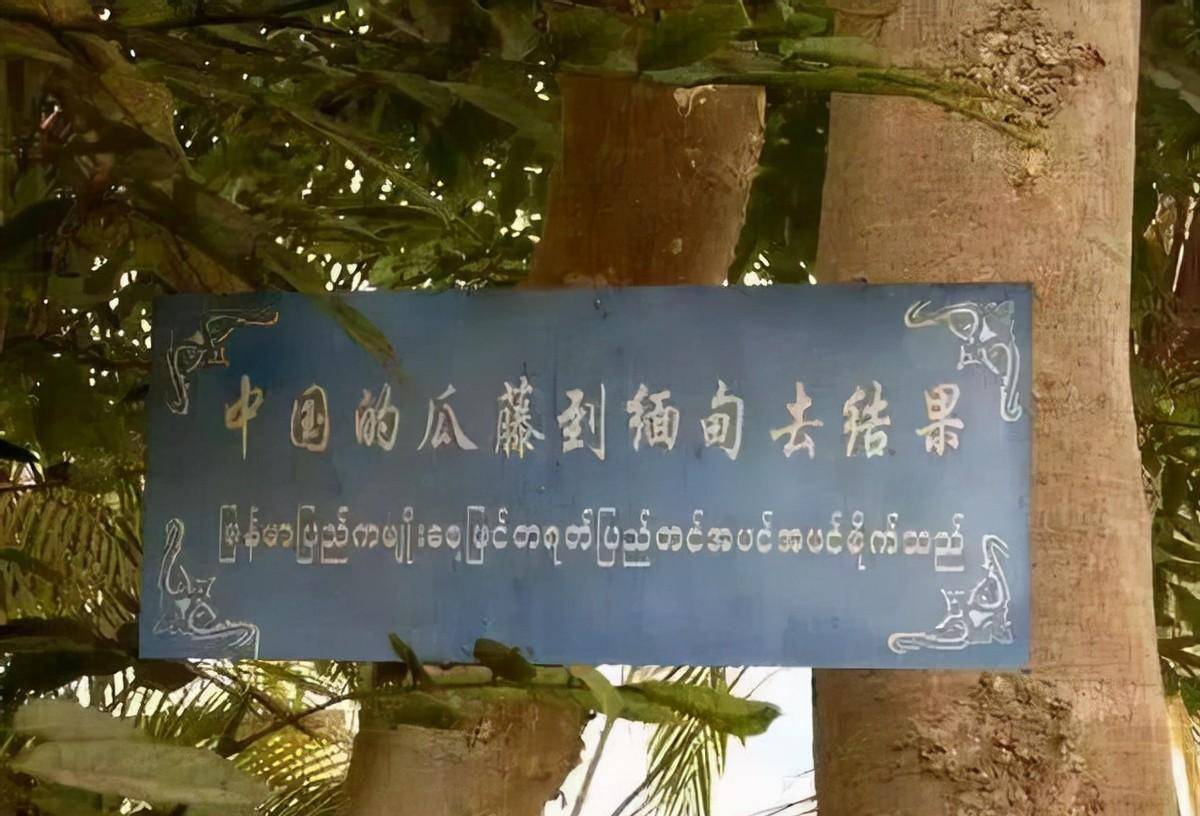 中国的瓜藤到缅甸去结果
မြန်မာပြည်ကမျိုးစေ့ဖြင့်တရုတ်ပြည်တင်အပင်အပင်စိုက်သည်